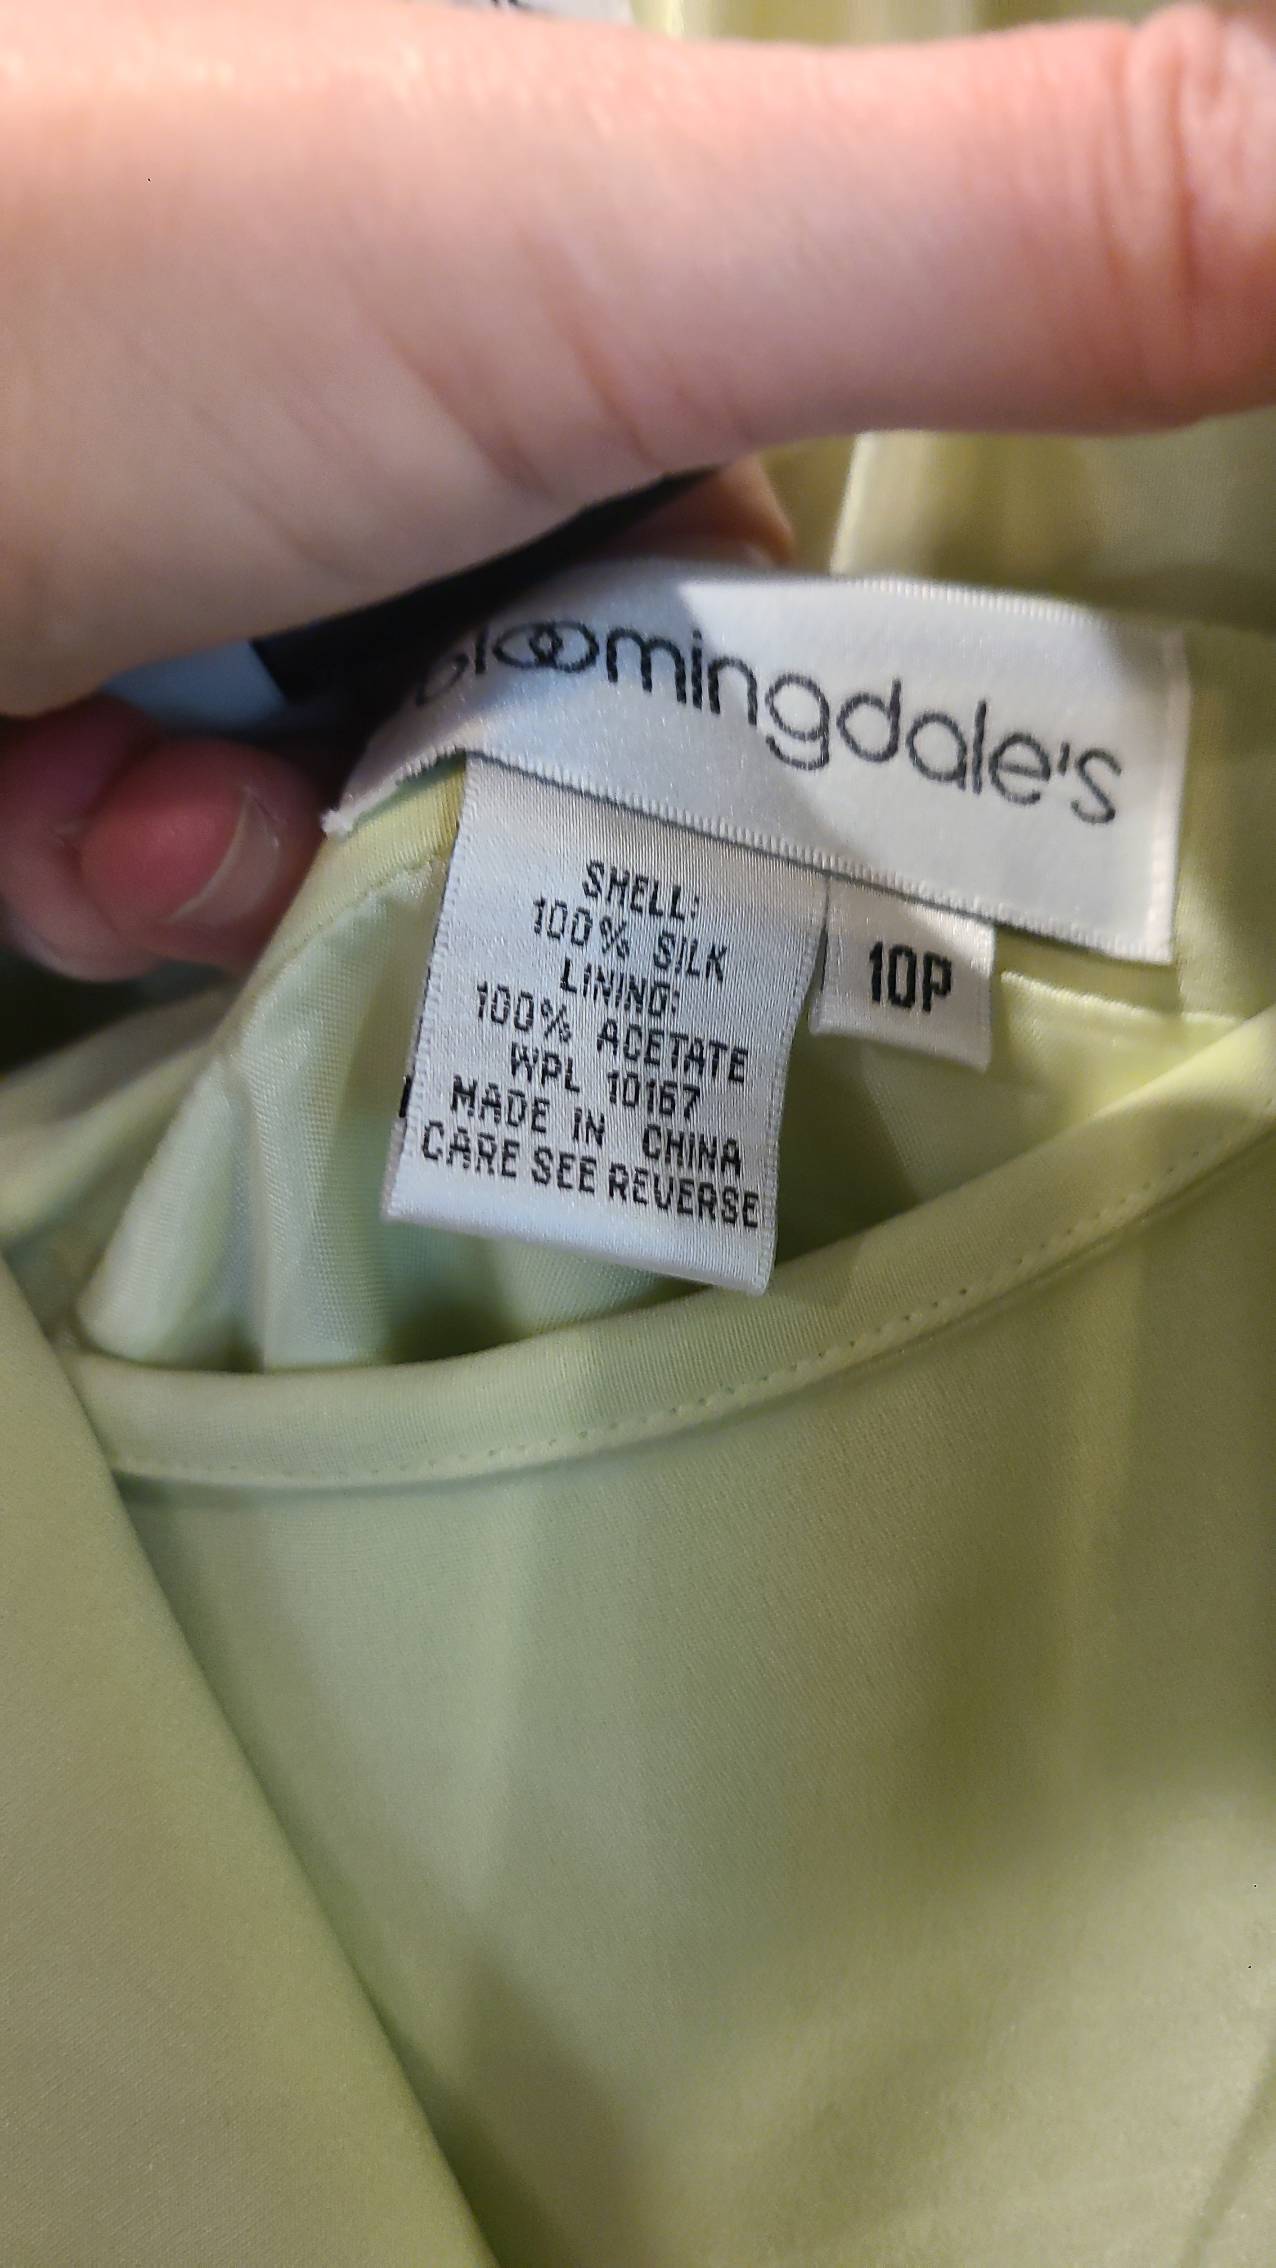 bloomingdale's
SHELL:
100% SILK
LINING:
100% ACETATE
WPL 10167
MADE IN CHINA
CARE SEE REVERSE
10P